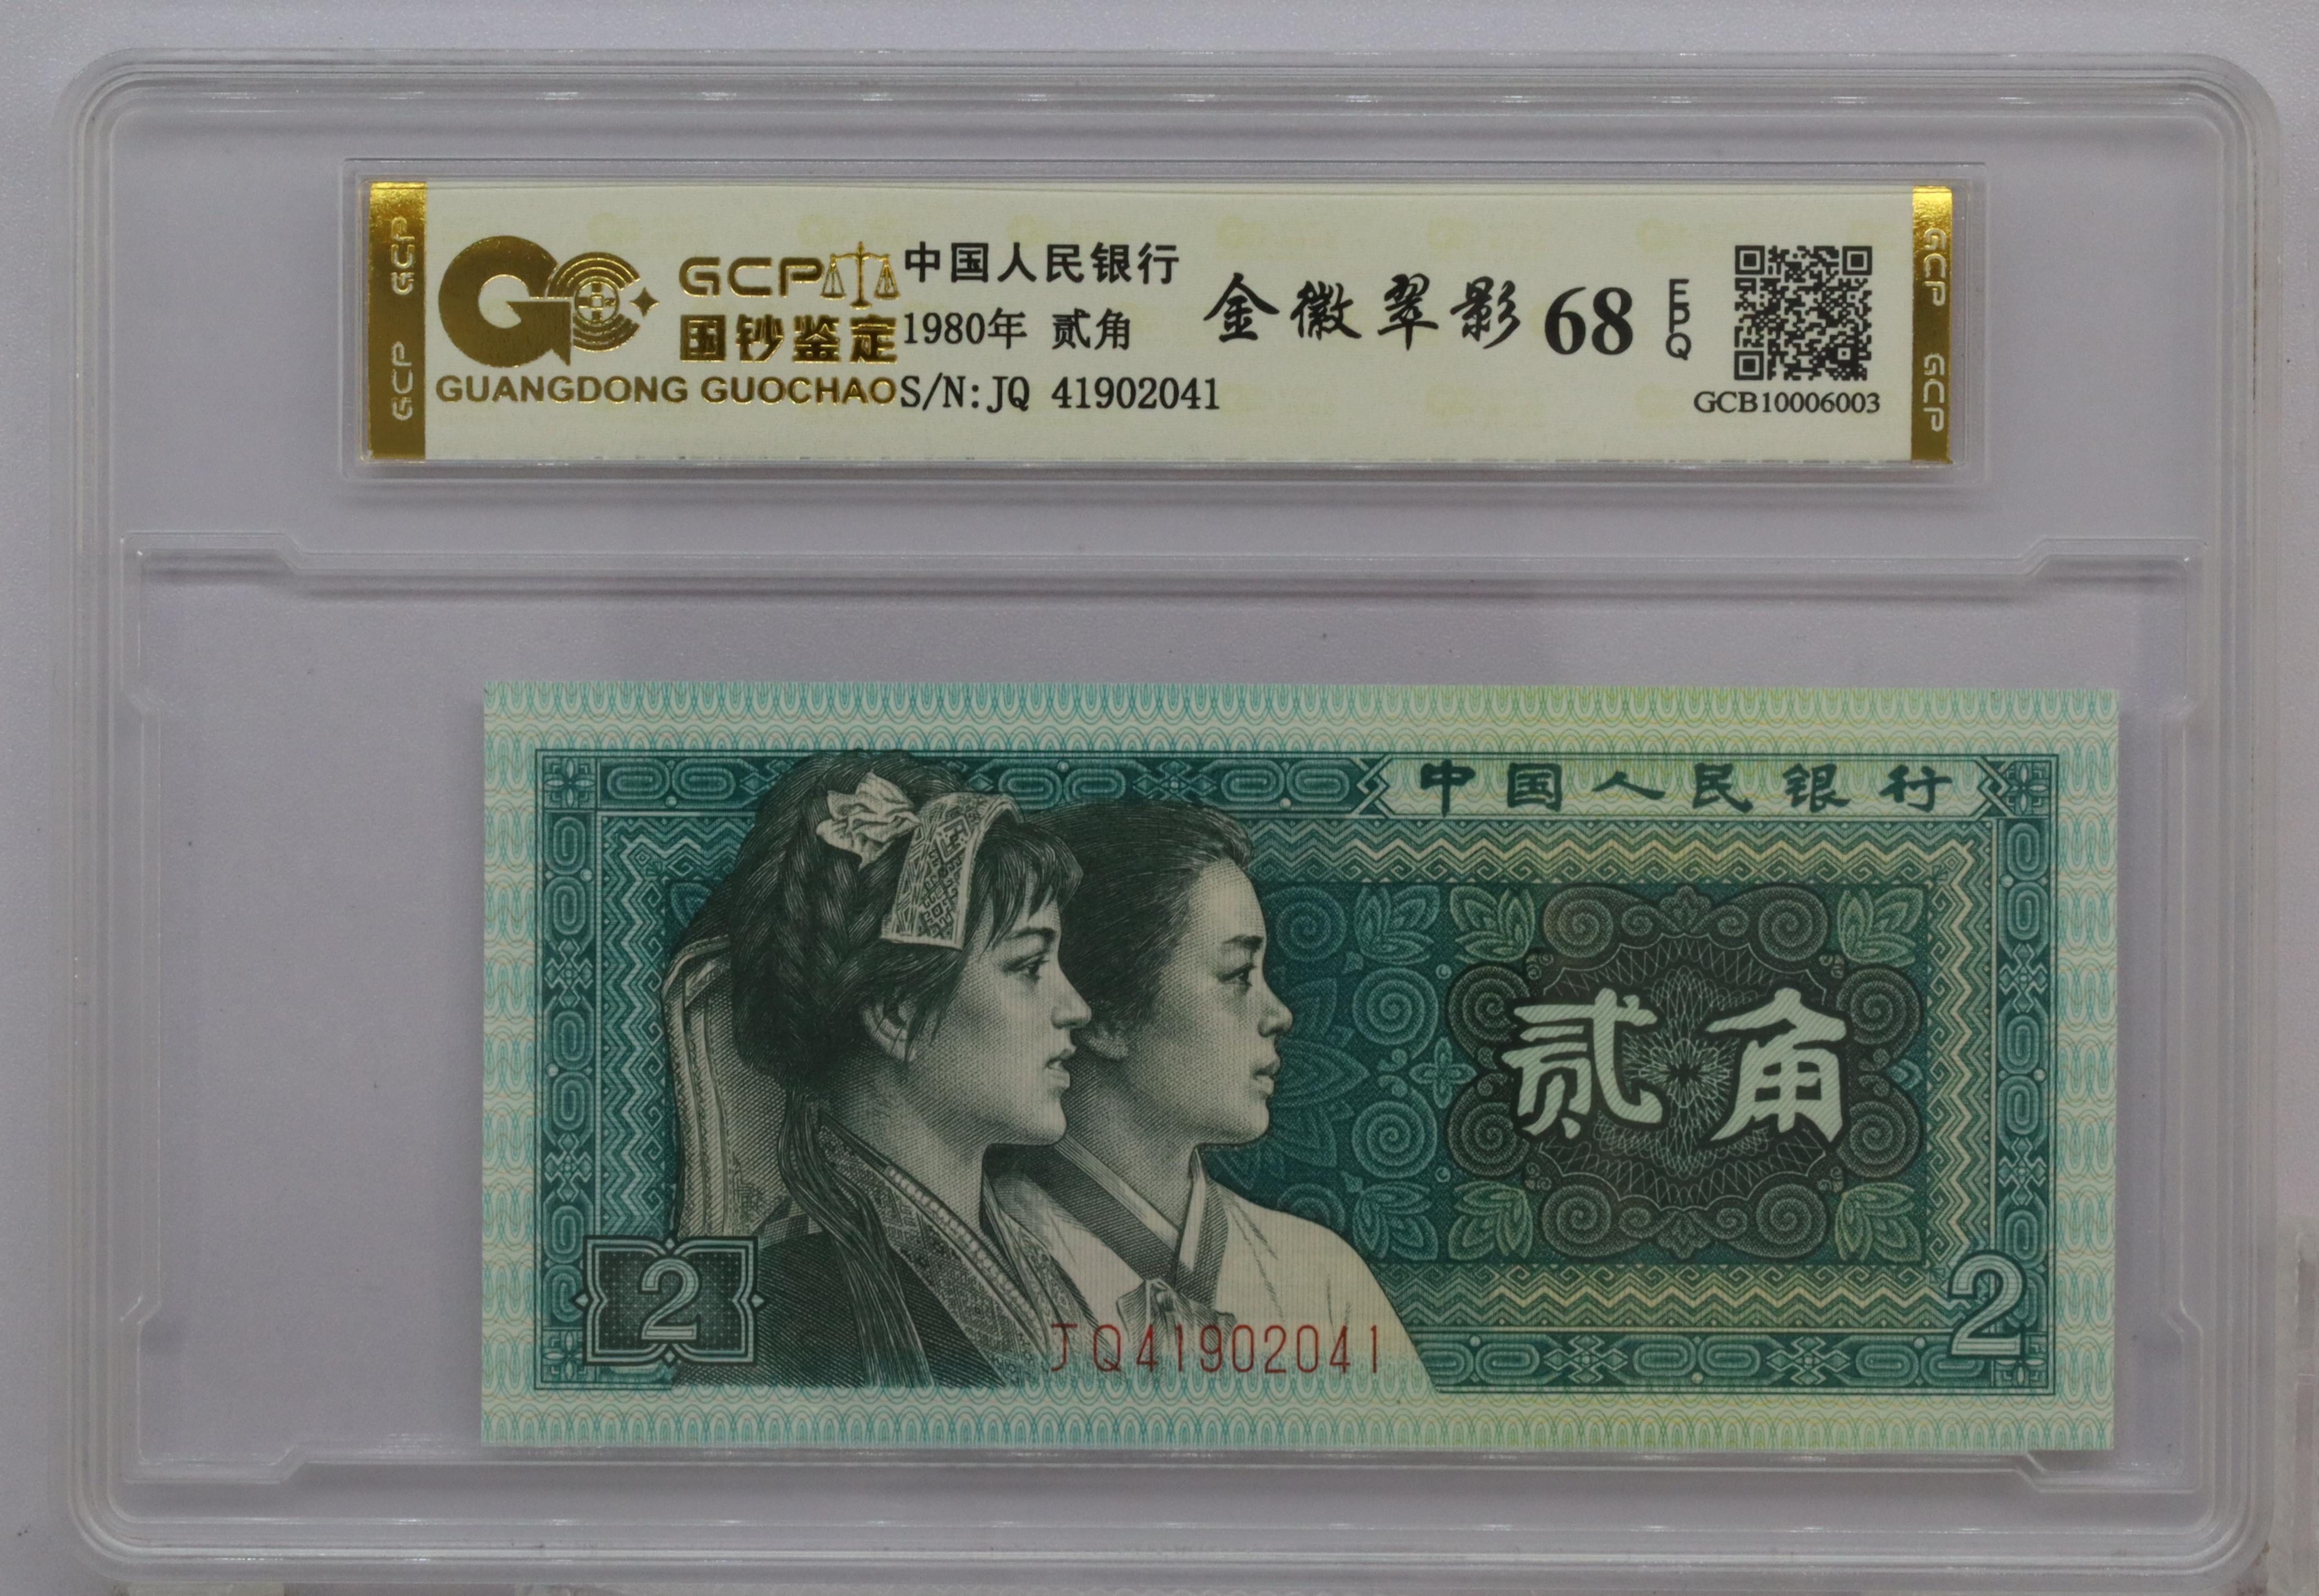 GCP
国钞鉴定
GUANGDONG GUOCHAO
中国人民银行
1980年 贰角
S/N:JQ 41902041
金徽翠影 68 EPQ
GCB10006003
GCP GCP
GCP GCP
中国人民银行
贰角
2
2
JQ41902041